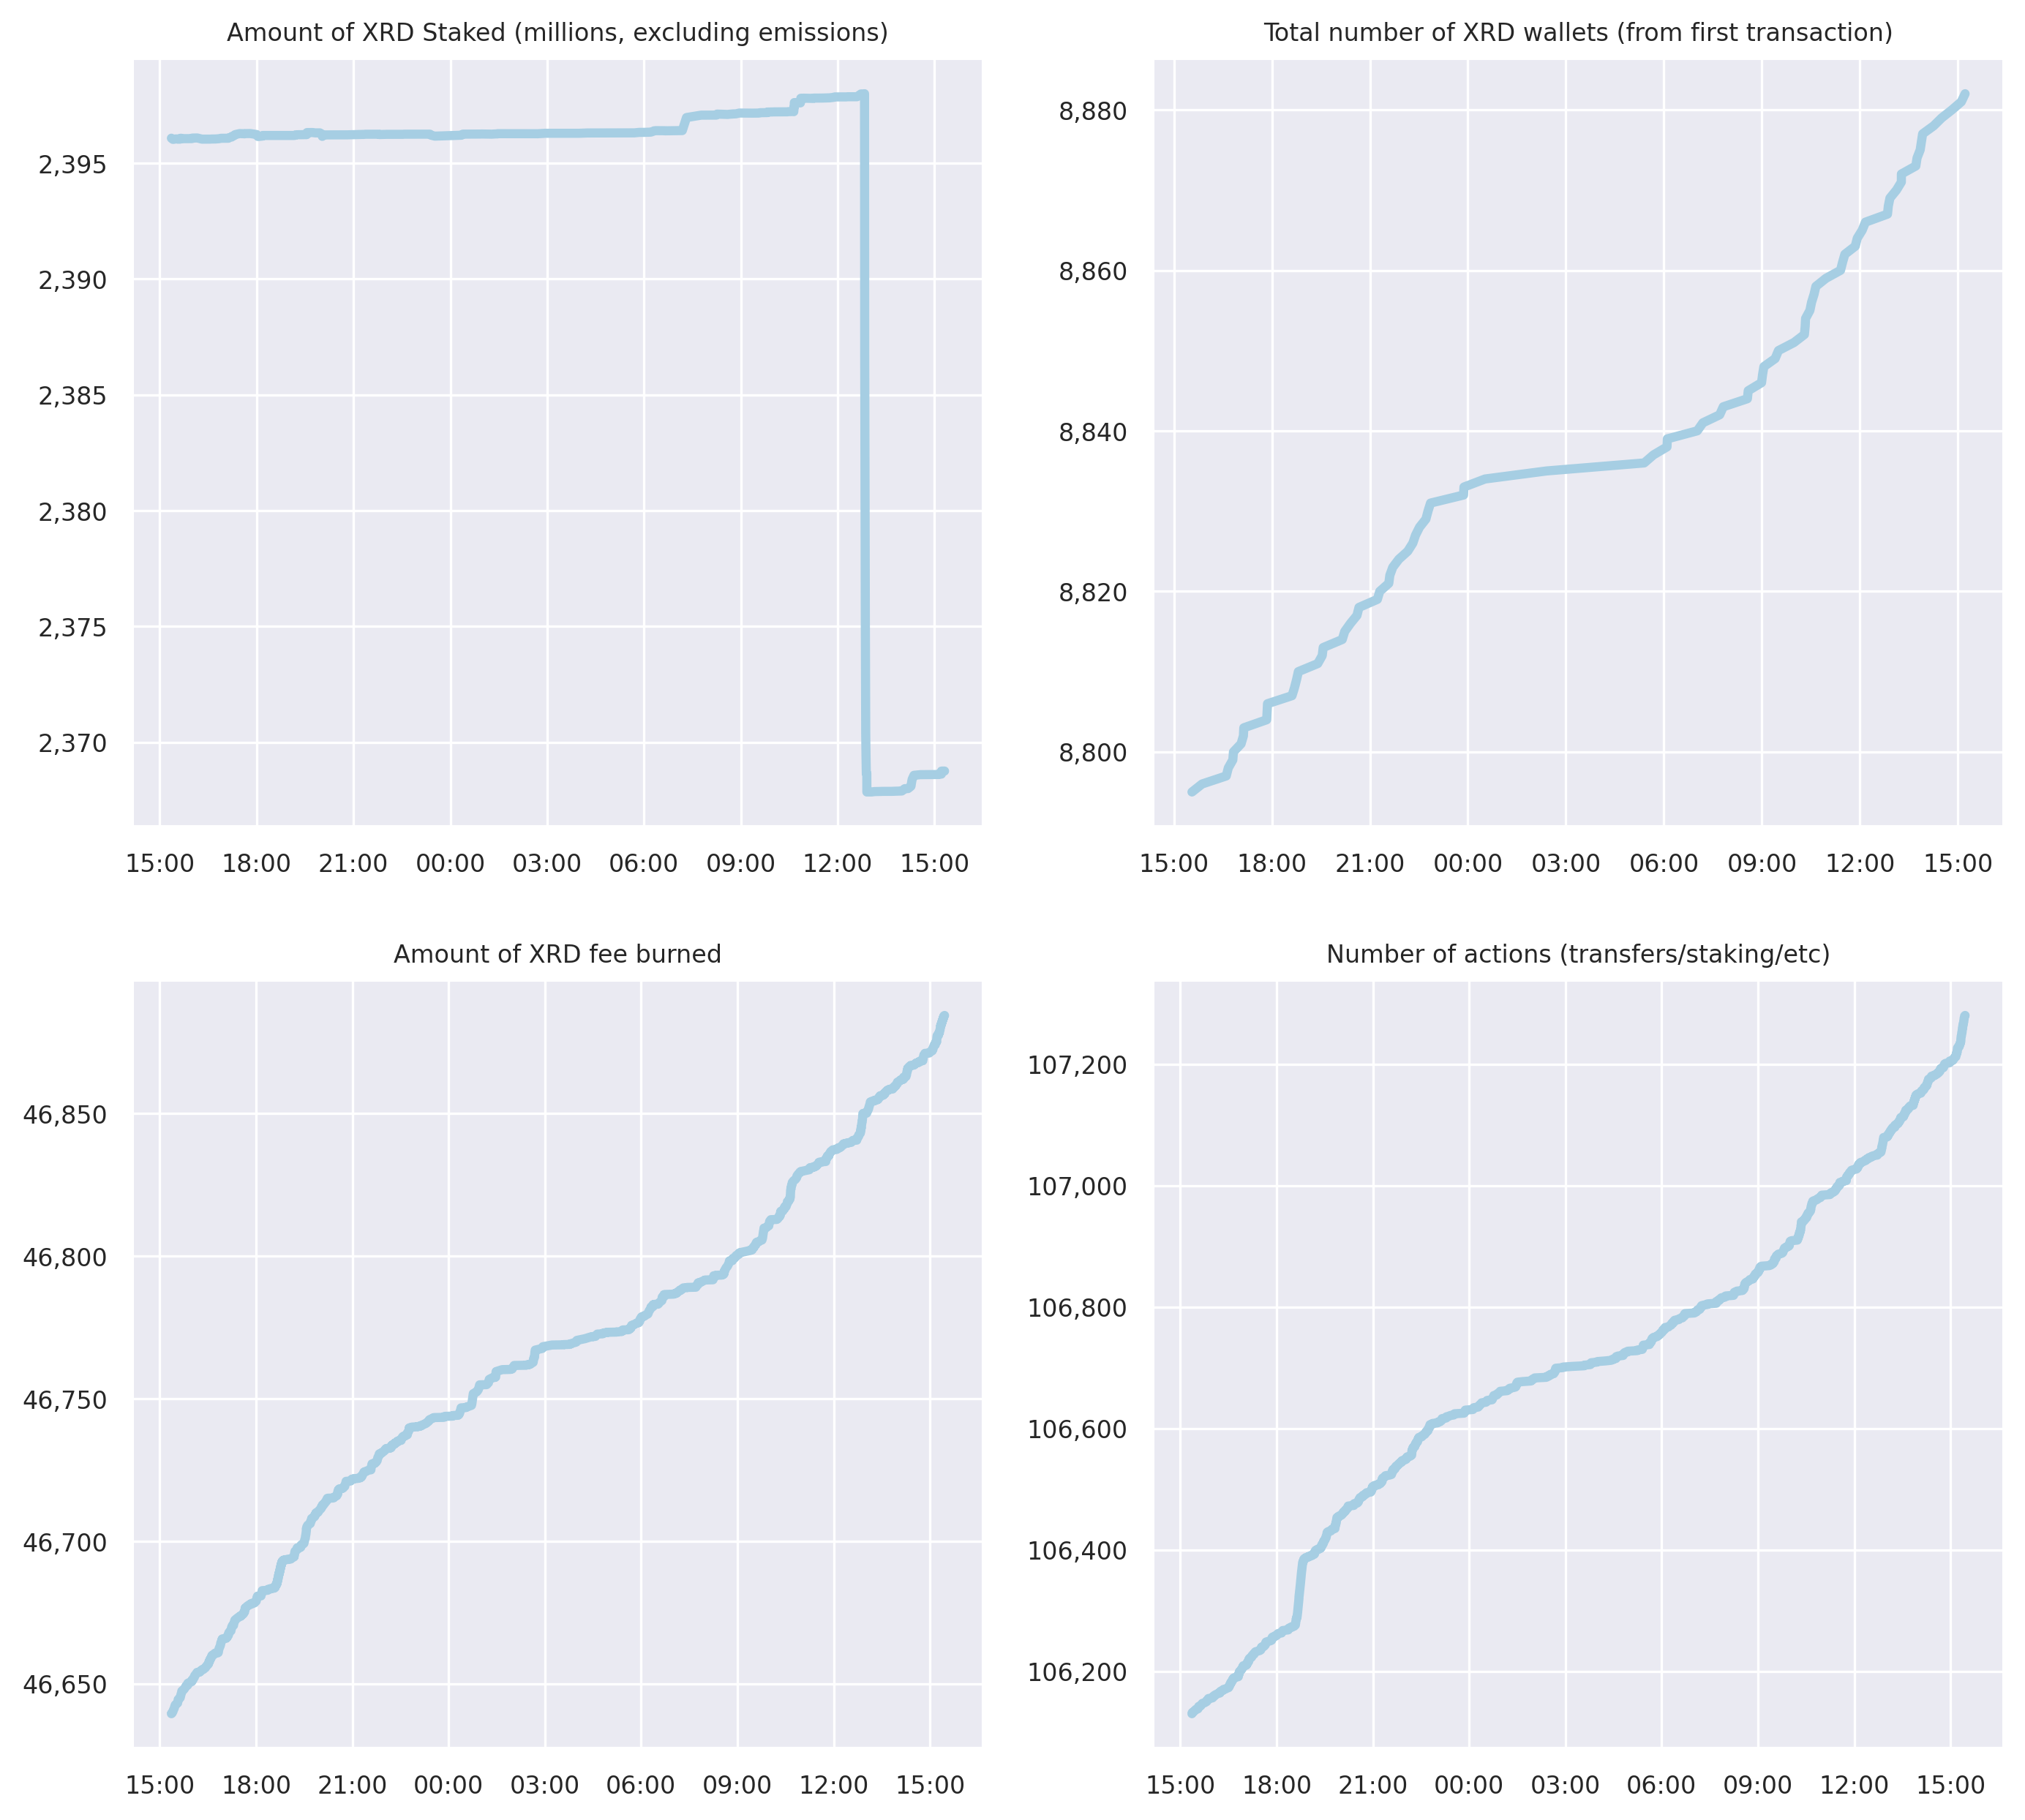 Amount of XRD Staked (millions, excluding emissions)
2,395
2,390
2,385
2,380
2,375
2,370
15:00 18:00 21:00 00:00 03:00 06:00 09:00 12:00 15:00
Total number of XRD wallets (from first transaction)
8,880
8,860
8,840
8,820
8,800
15:00 18:00 21:00 00:00 03:00 06:00 09:00 12:00 15:00
Amount of XRD fee burned
46,850
46,800
46,750
46,700
46,650
15:00 18:00 21:00 00:00 03:00 06:00 09:00 12:00 15:00
Number of actions (transfers/staking/etc)
107,200
107,000
106,800
106,600
106,400
106,200
15:00 18:00 21:00 00:00 03:00 06:00 09:00 12:00 15:00